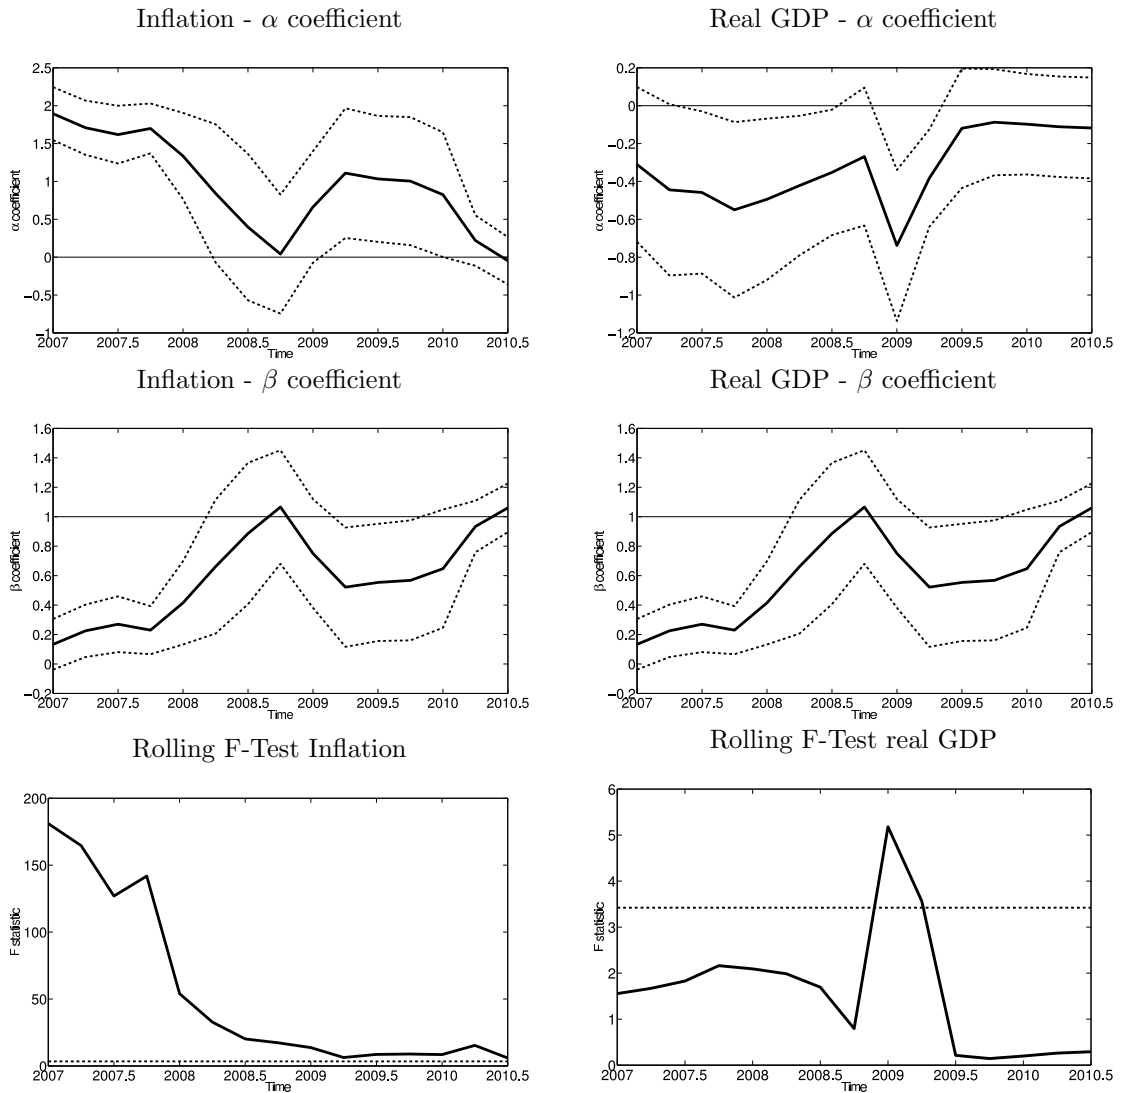 Inflation - α coefficient
2.5
2
1.5
1
0.5
0
−0.5
−1
α coefficient
2007 2007.5 2008 2008.5 2009 2009.5 2010 2010.5
Time
Real GDP - α coefficient
0.2
0
−0.2
−0.4
−0.6
−0.8
−1
−1.2
α coefficient
2007 2007.5 2008 2008.5 2009 2009.5 2010 2010.5
Time
Inflation - β coefficient
1.6
1.4
1.2
1
0.8
0.6
0.4
0.2
0
−0.2
β coefficient
2007 2007.5 2008 2008.5 2009 2009.5 2010 2010.5
Time
Real GDP - β coefficient
1.6
1.4
1.2
1
0.8
0.6
0.4
0.2
0
−0.2
β coefficient
2007 2007.5 2008 2008.5 2009 2009.5 2010 2010.5
Time
Rolling F-Test Inflation
200
150
100
50
0
F statistic
2007 2007.5 2008 2008.5 2009 2009.5 2010 2010.5
Time
Rolling F-Test real GDP
6
5
4
3
2
1
0
F statistic
2007 2007.5 2008 2008.5 2009 2009.5 2010 2010.5
Time